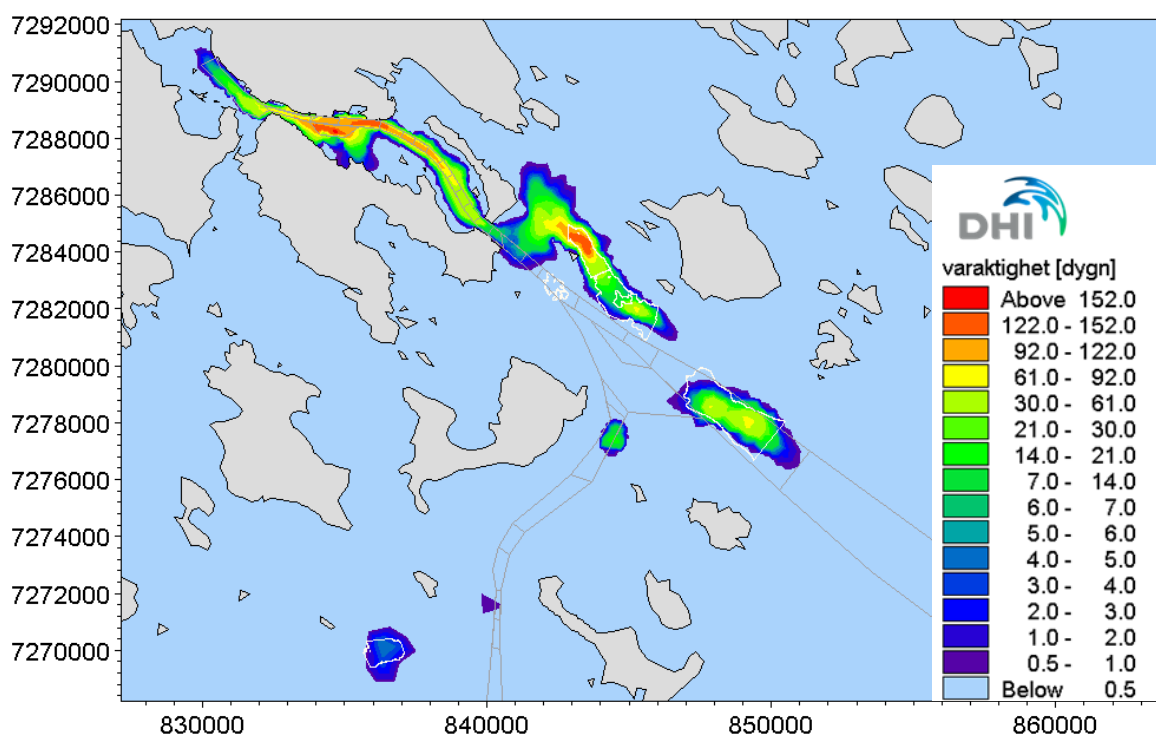 7292000
7290000
7288000
7286000
7284000
7282000
7280000
7278000
7276000
7274000
7272000
7270000
830000 840000 850000 860000
DHI
varaktighet [dygn]
Above 152.0
122.0 - 152.0
92.0 - 122.0
61.0 - 92.0
30.0 - 61.0
21.0 - 30.0
14.0 - 21.0
7.0 - 14.0
6.0 - 7.0
5.0 - 6.0
4.0 - 5.0
3.0 - 4.0
2.0 - 3.0
1.0 - 2.0
0.5 - 1.0
Below 0.5